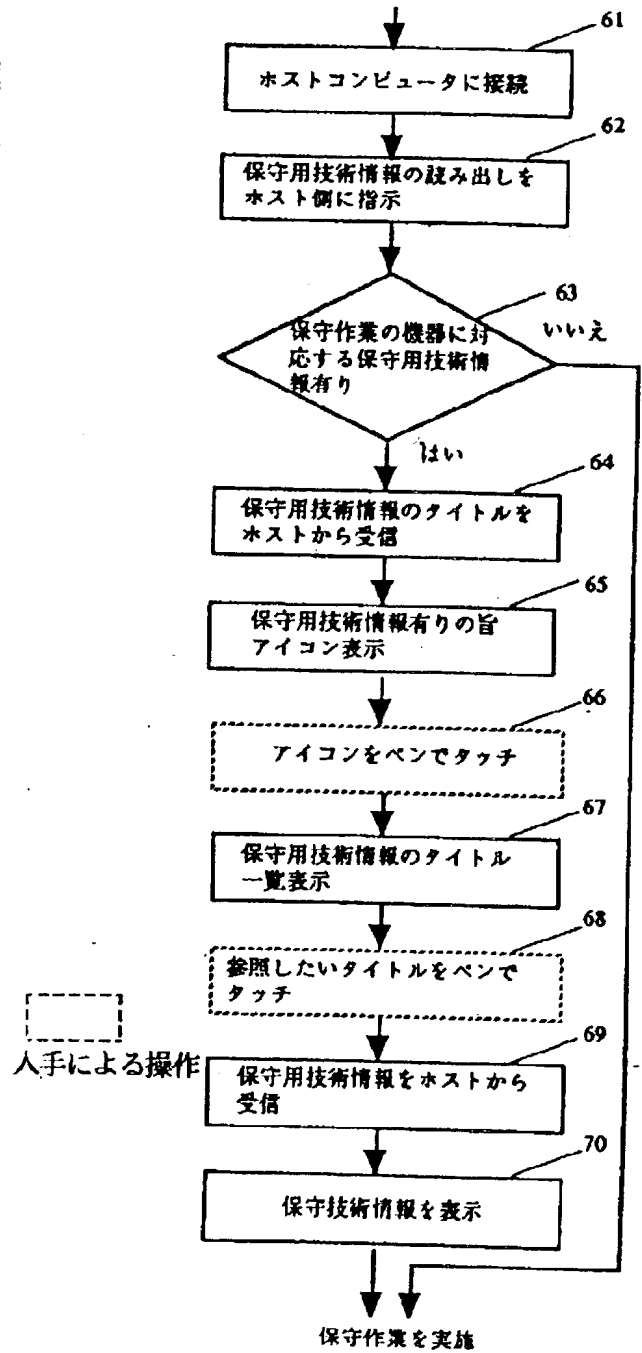 61
ホストコンピュータに接続
62
保守用技術情報の読み出しを
ホスト側に指示
63
保守作業の機器に対
応する保守用技術情
報有り
いいえ
はい
64
保守用技術情報のタイトルを
ホストから受信
65
保守用技術情報有りの旨
アイコン表示
66
アイコンをペンでタッチ
67
保守用技術情報のタイトル
一覧表示
68
参照したいタイトルをペンで
タッチ
人手による操作
69
保守用技術情報をホストから
受信
70
保守技術情報を表示
保守作業を実施